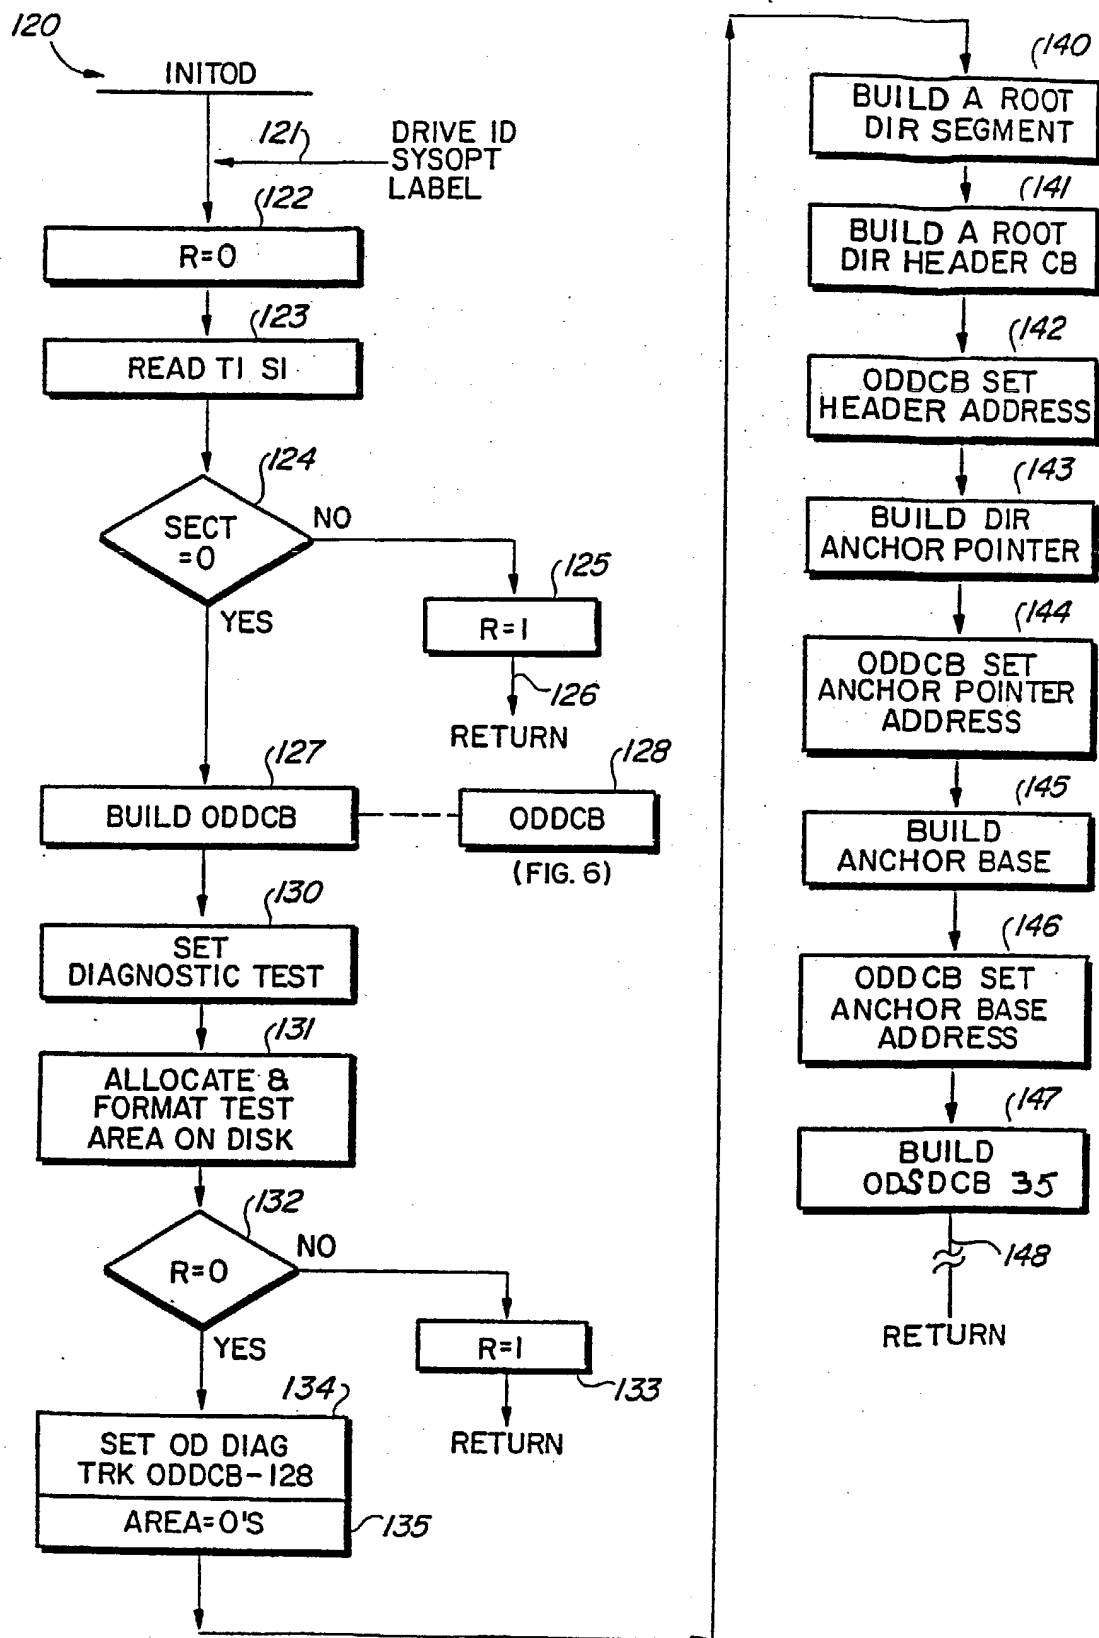 120
INITOD
121
DRIVE ID
SYSOPT
LABEL
122
R=0
123
READ T1 S1
124
SECT
=0
NO
YES
125
R=1
126
RETURN
127
BUILD ODDCB
128
ODDCB
(FIG. 6)
130
SET
DIAGNOSTIC TEST
131
ALLOCATE &
FORMAT TEST
AREA ON DISK
132
R=0
NO
YES
R=1
133
RETURN
134
SET OD DIAG
TRK ODDCB-128
AREA=0'S
135
140
BUILD A ROOT
DIR SEGMENT
141
BUILD A ROOT
DIR HEADER CB
142
ODDCB SET
HEADER ADDRESS
143
BUILD DIR
ANCHOR POINTER
144
ODDCB SET
ANCHOR POINTER
ADDRESS
145
BUILD
ANCHOR BASE
146
ODDCB SET
ANCHOR BASE
ADDRESS
147
BUILD
ODSDCB 35
148
RETURN